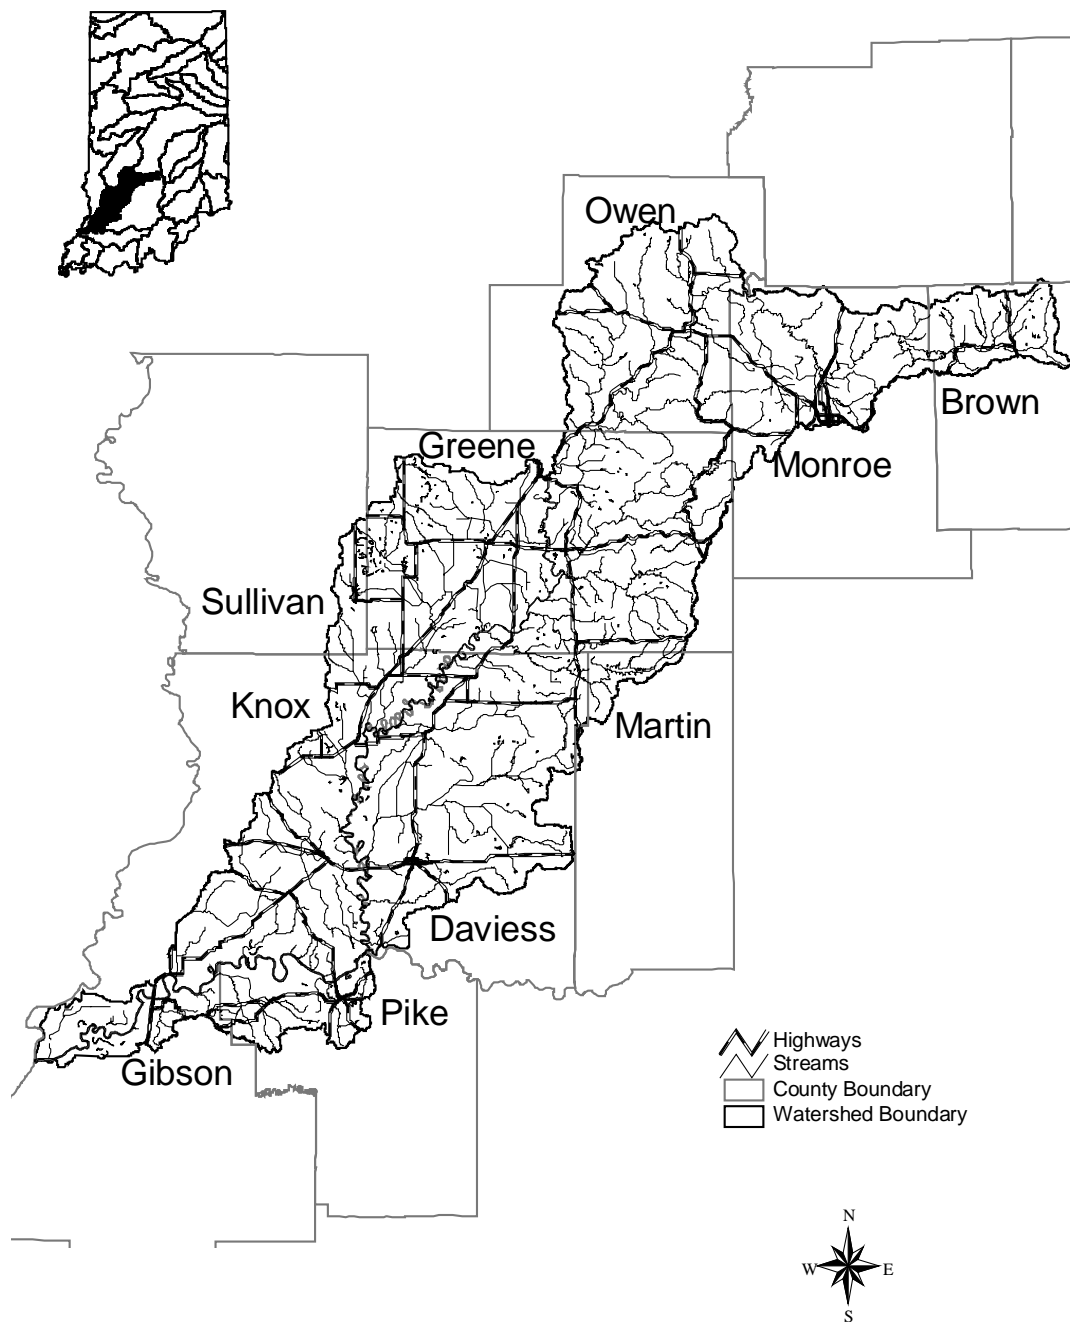 Owen
Brown
Greene
Monroe
Sullivan
Knox
Martin
Daviess
Pike
Gibson
Highways
Streams
County Boundary
Watershed Boundary
N
W E
S